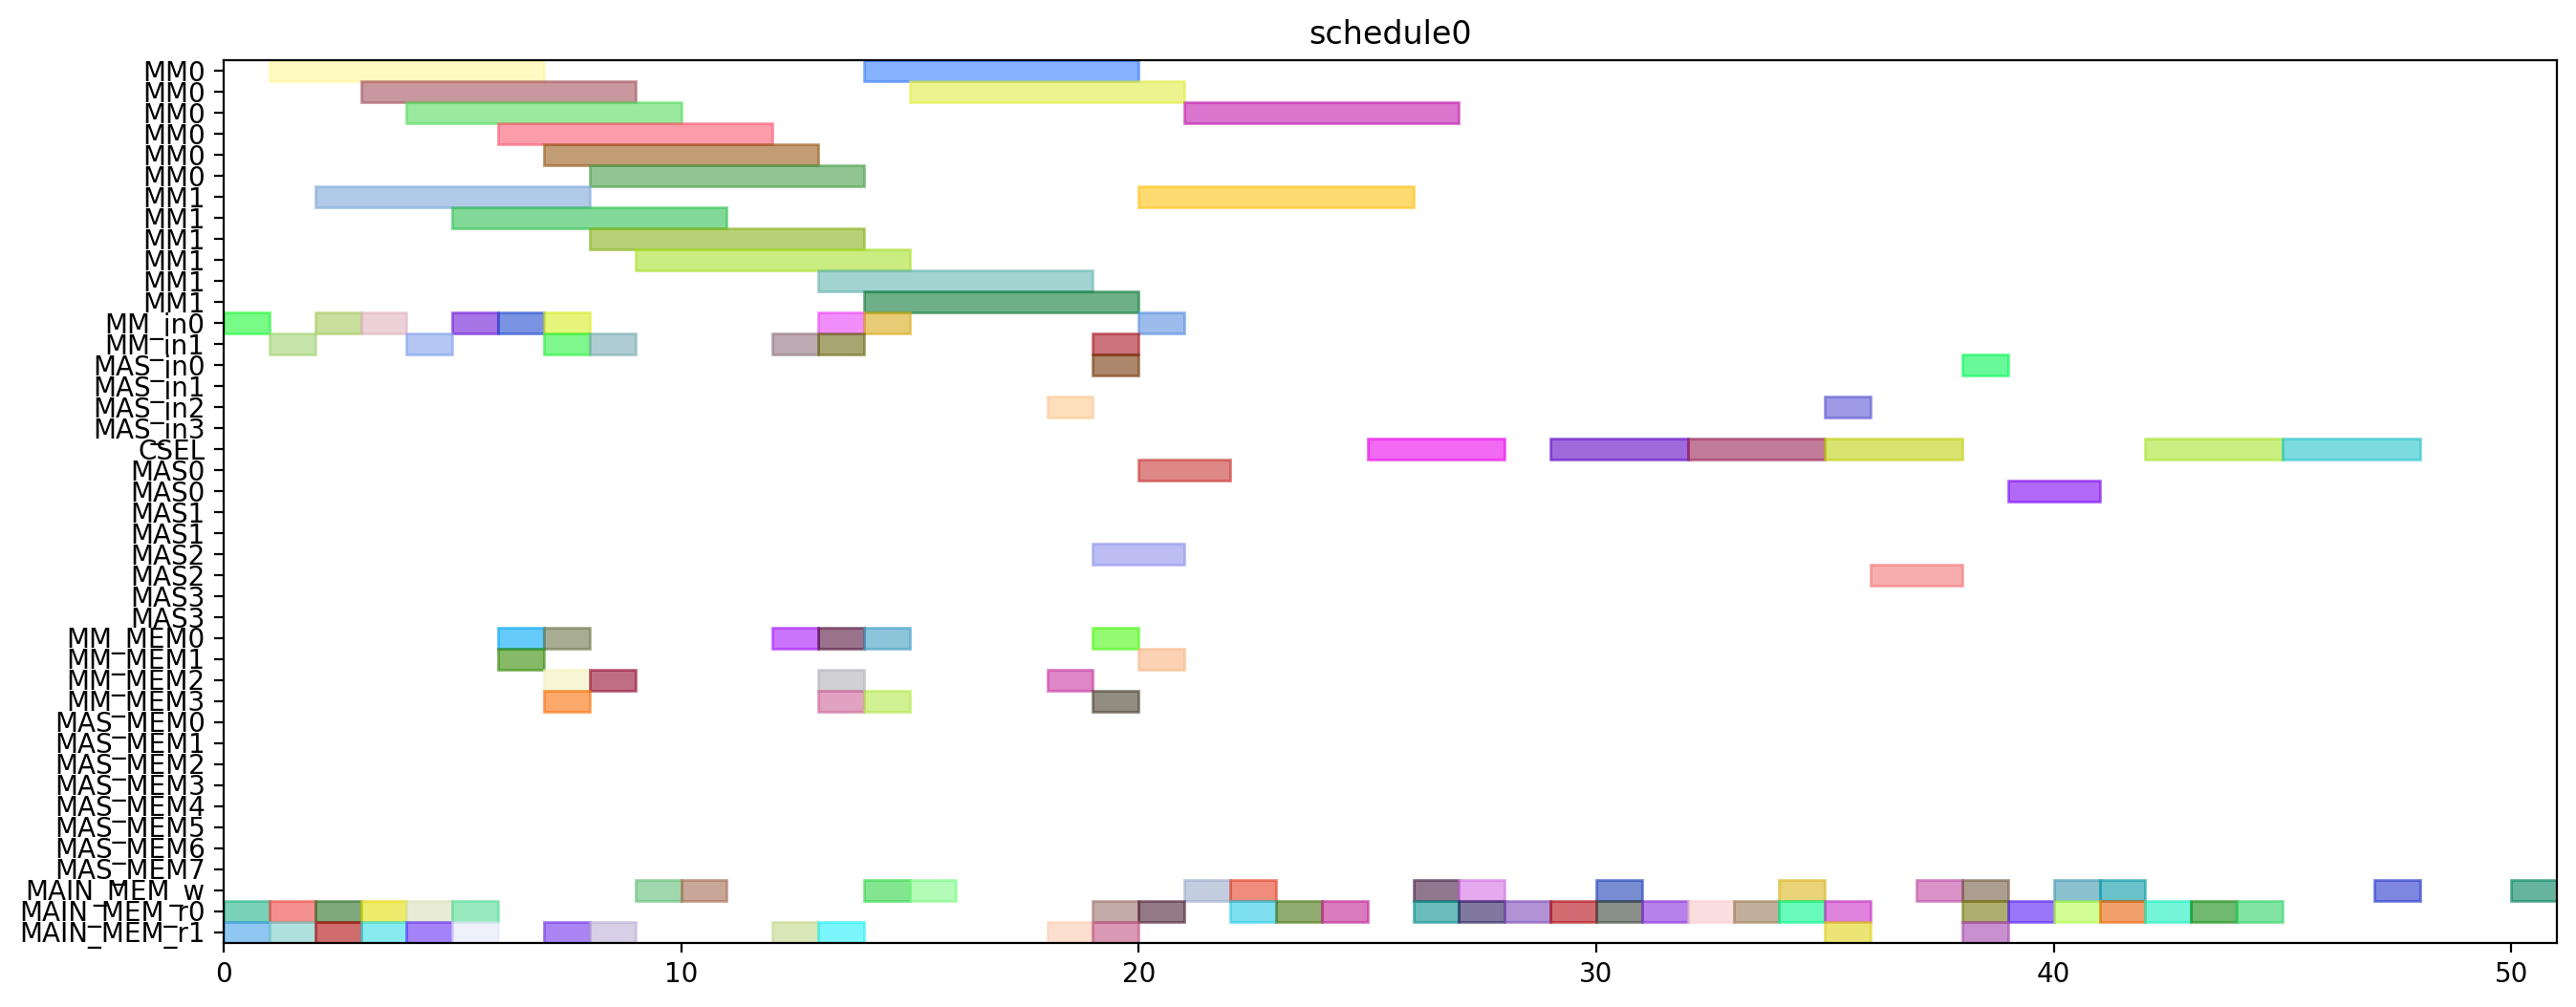 schedule0
MM0
MM0
MM0
MM0
MM0
MM0
MM1
MM1
MM1
MM1
MM1
MM1
MM_in0
MM_in1
MAS_in0
MAS_in1
MAS_in2
MAS_in3
CSEL
MAS0
MAS0
MAS1
MAS1
MAS2
MAS2
MAS3
MAS3
MM_MEM0
MM_MEM1
MM_MEM2
MM_MEM3
MAS_MEM0
MAS_MEM1
MAS_MEM2
MAS_MEM3
MAS_MEM4
MAS_MEM5
MAS_MEM6
MAS_MEM7
MAIN_MEM_w
MAIN_MEM_r0
MAIN_MEM_r1
0 10 20 30 40 50